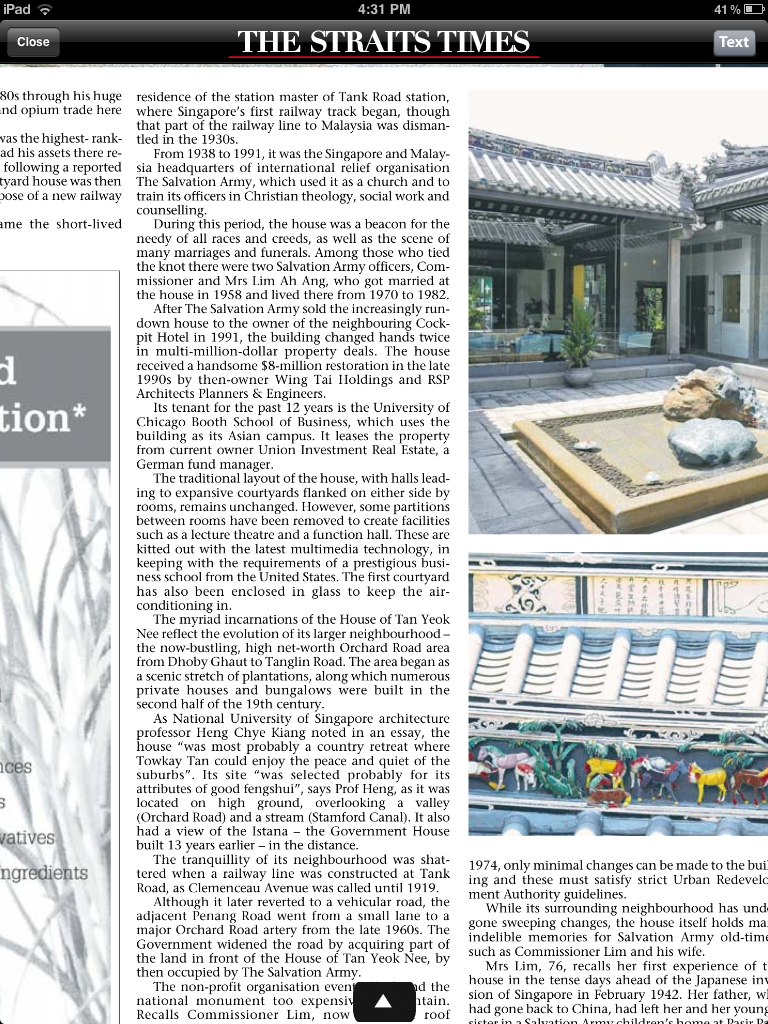 iPad
4:31 PM
41 %
Close
THE STRAITS TIMES
Text
80s through his huge
nd opium trade here
was the highest- rank-
ad his assets there re-
following a reported
tyard house was then
pose of a new railway
ame the short-lived
d
tion*
nces
s
vatives
ngredients
residence of the station master of Tank Road station,
where Singapore's first railway track began, though
that part of the railway line to Malaysia was disman-
tled in the 1930s.
From 1938 to 1991, it was the Singapore and Malay-
sia headquarters of international relief organisation
The Salvation Army, which used it as a church and to
train its officers in Christian theology, social work and
counselling.
During this period, the house was a beacon for the
needy of all races and creeds, as well as the scene of
many marriages and funerals. Among those who tied
the knot there were two Salvation Army officers, Com-
missioner and Mrs Lim Ah Ang, who got married at
the house in 1958 and lived there from 1970 to 1982.
After The Salvation Army sold the increasingly run-
down house to the owner of the neighbouring Cock-
pit Hotel in 1991, the building changed hands twice
in multi-million-dollar property deals. The house
received a handsome $8-million restoration in the late
1990s by then-owner Wing Tai Holdings and RSP
Architects Planners & Engineers.
Its tenant for the past 12 years is the University of
Chicago Booth School of Business, which uses the
building as its Asian campus. It leases the property
from current owner Union Investment Real Estate, a
German fund manager.
The traditional layout of the house, with halls lead-
ing to expansive courtyards flanked on either side by
rooms, remains unchanged. However, some partitions
between rooms have been removed to create facilities
such as a lecture theatre and a function hall. These are
kitted out with the latest multimedia technology, in
keeping with the requirements of a prestigious busi-
ness school from the United States. The first courtyard
has also been enclosed in glass to keep the air-
conditioning in.
The myriad incarnations of the House of Tan Yeok
Nee reflect the evolution of its larger neighbourhood –
the now-bustling, high net-worth Orchard Road area
from Dhoby Ghaut to Tanglin Road. The area began as
a scenic stretch of plantations, along which numerous
private houses and bungalows were built in the
second half of the 19th century.
As National University of Singapore architecture
professor Heng Chye Kiang noted in an essay, the
house "was most probably a country retreat where
Towkay Tan could enjoy the peace and quiet of the
suburbs". Its site "was selected probably for its
attributes of good fengshui", says Prof Heng, as it was
located on high ground, overlooking a valley
(Orchard Road) and a stream (Stamford Canal). It also
had a view of the Istana – the Government House
built 13 years earlier – in the distance.
The tranquillity of its neighbourhood was shat-
tered when a railway line was constructed at Tank
Road, as Clemenceau Avenue was called until 1919.
Although it later reverted to a vehicular road, the
adjacent Penang Road went from a small lane to a
major Orchard Road artery from the late 1960s. The
Government widened the road by acquiring part of
the land in front of the House of Tan Yeok Nee, by
then occupied by The Salvation Army.
The non-profit organisation event d the
national monument too expensiv tain.
Recalls Commissioner Lim, now roof
1974, only minimal changes can be made to the buil
ing and these must satisfy strict Urban Redevelo
ment Authority guidelines.
While its surrounding neighbourhood has und
gone sweeping changes, the house itself holds ma
indelible memories for Salvation Army old-time
such as Commissioner Lim and his wife.
Mrs Lim, 76, recalls her first experience of t
house in the tense days ahead of the Japanese inv
sion of Singapore in February 1942. Her father, w
had gone back to China, had left her and her young
sister in a Salvation Army children's home at Pasir Pa